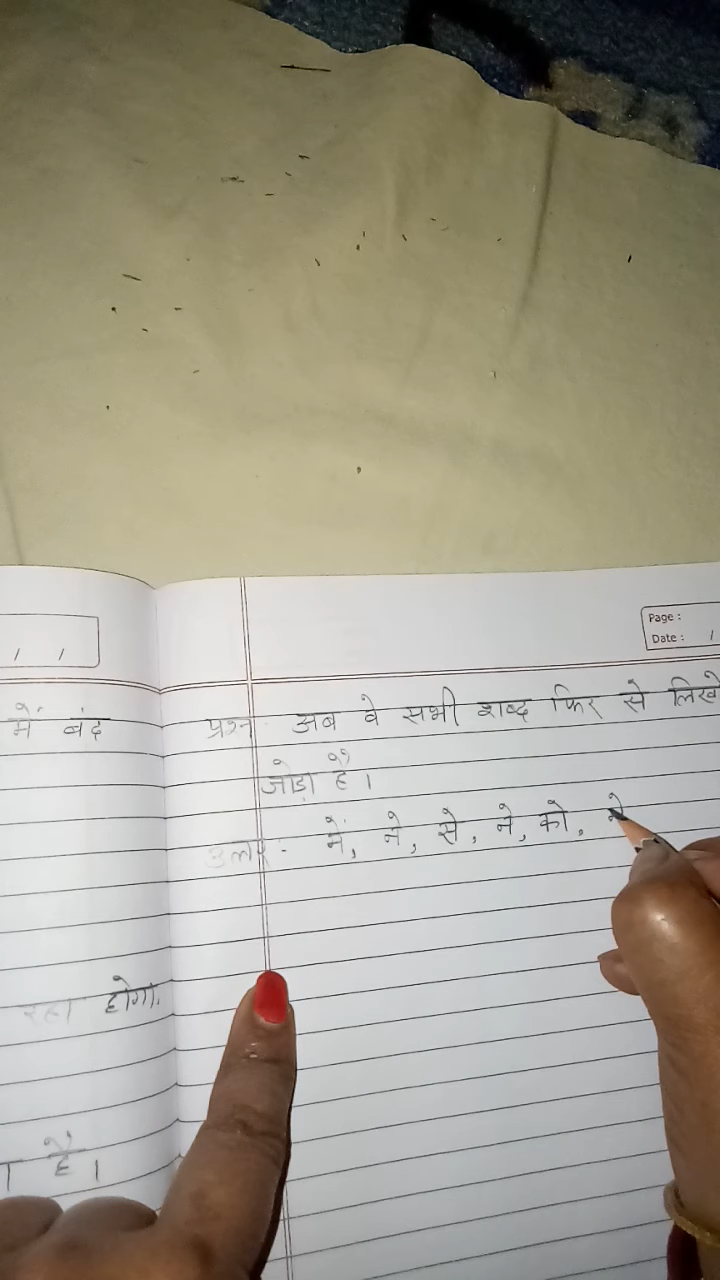 Page :
/ /
Date : /
में बंद
प्रश्न- अब वे सभी शब्द फिर से लिखो
जोडा़ है।
उत्तर:- में, ने, से, ने, को, ने
रहा होगा.
है।